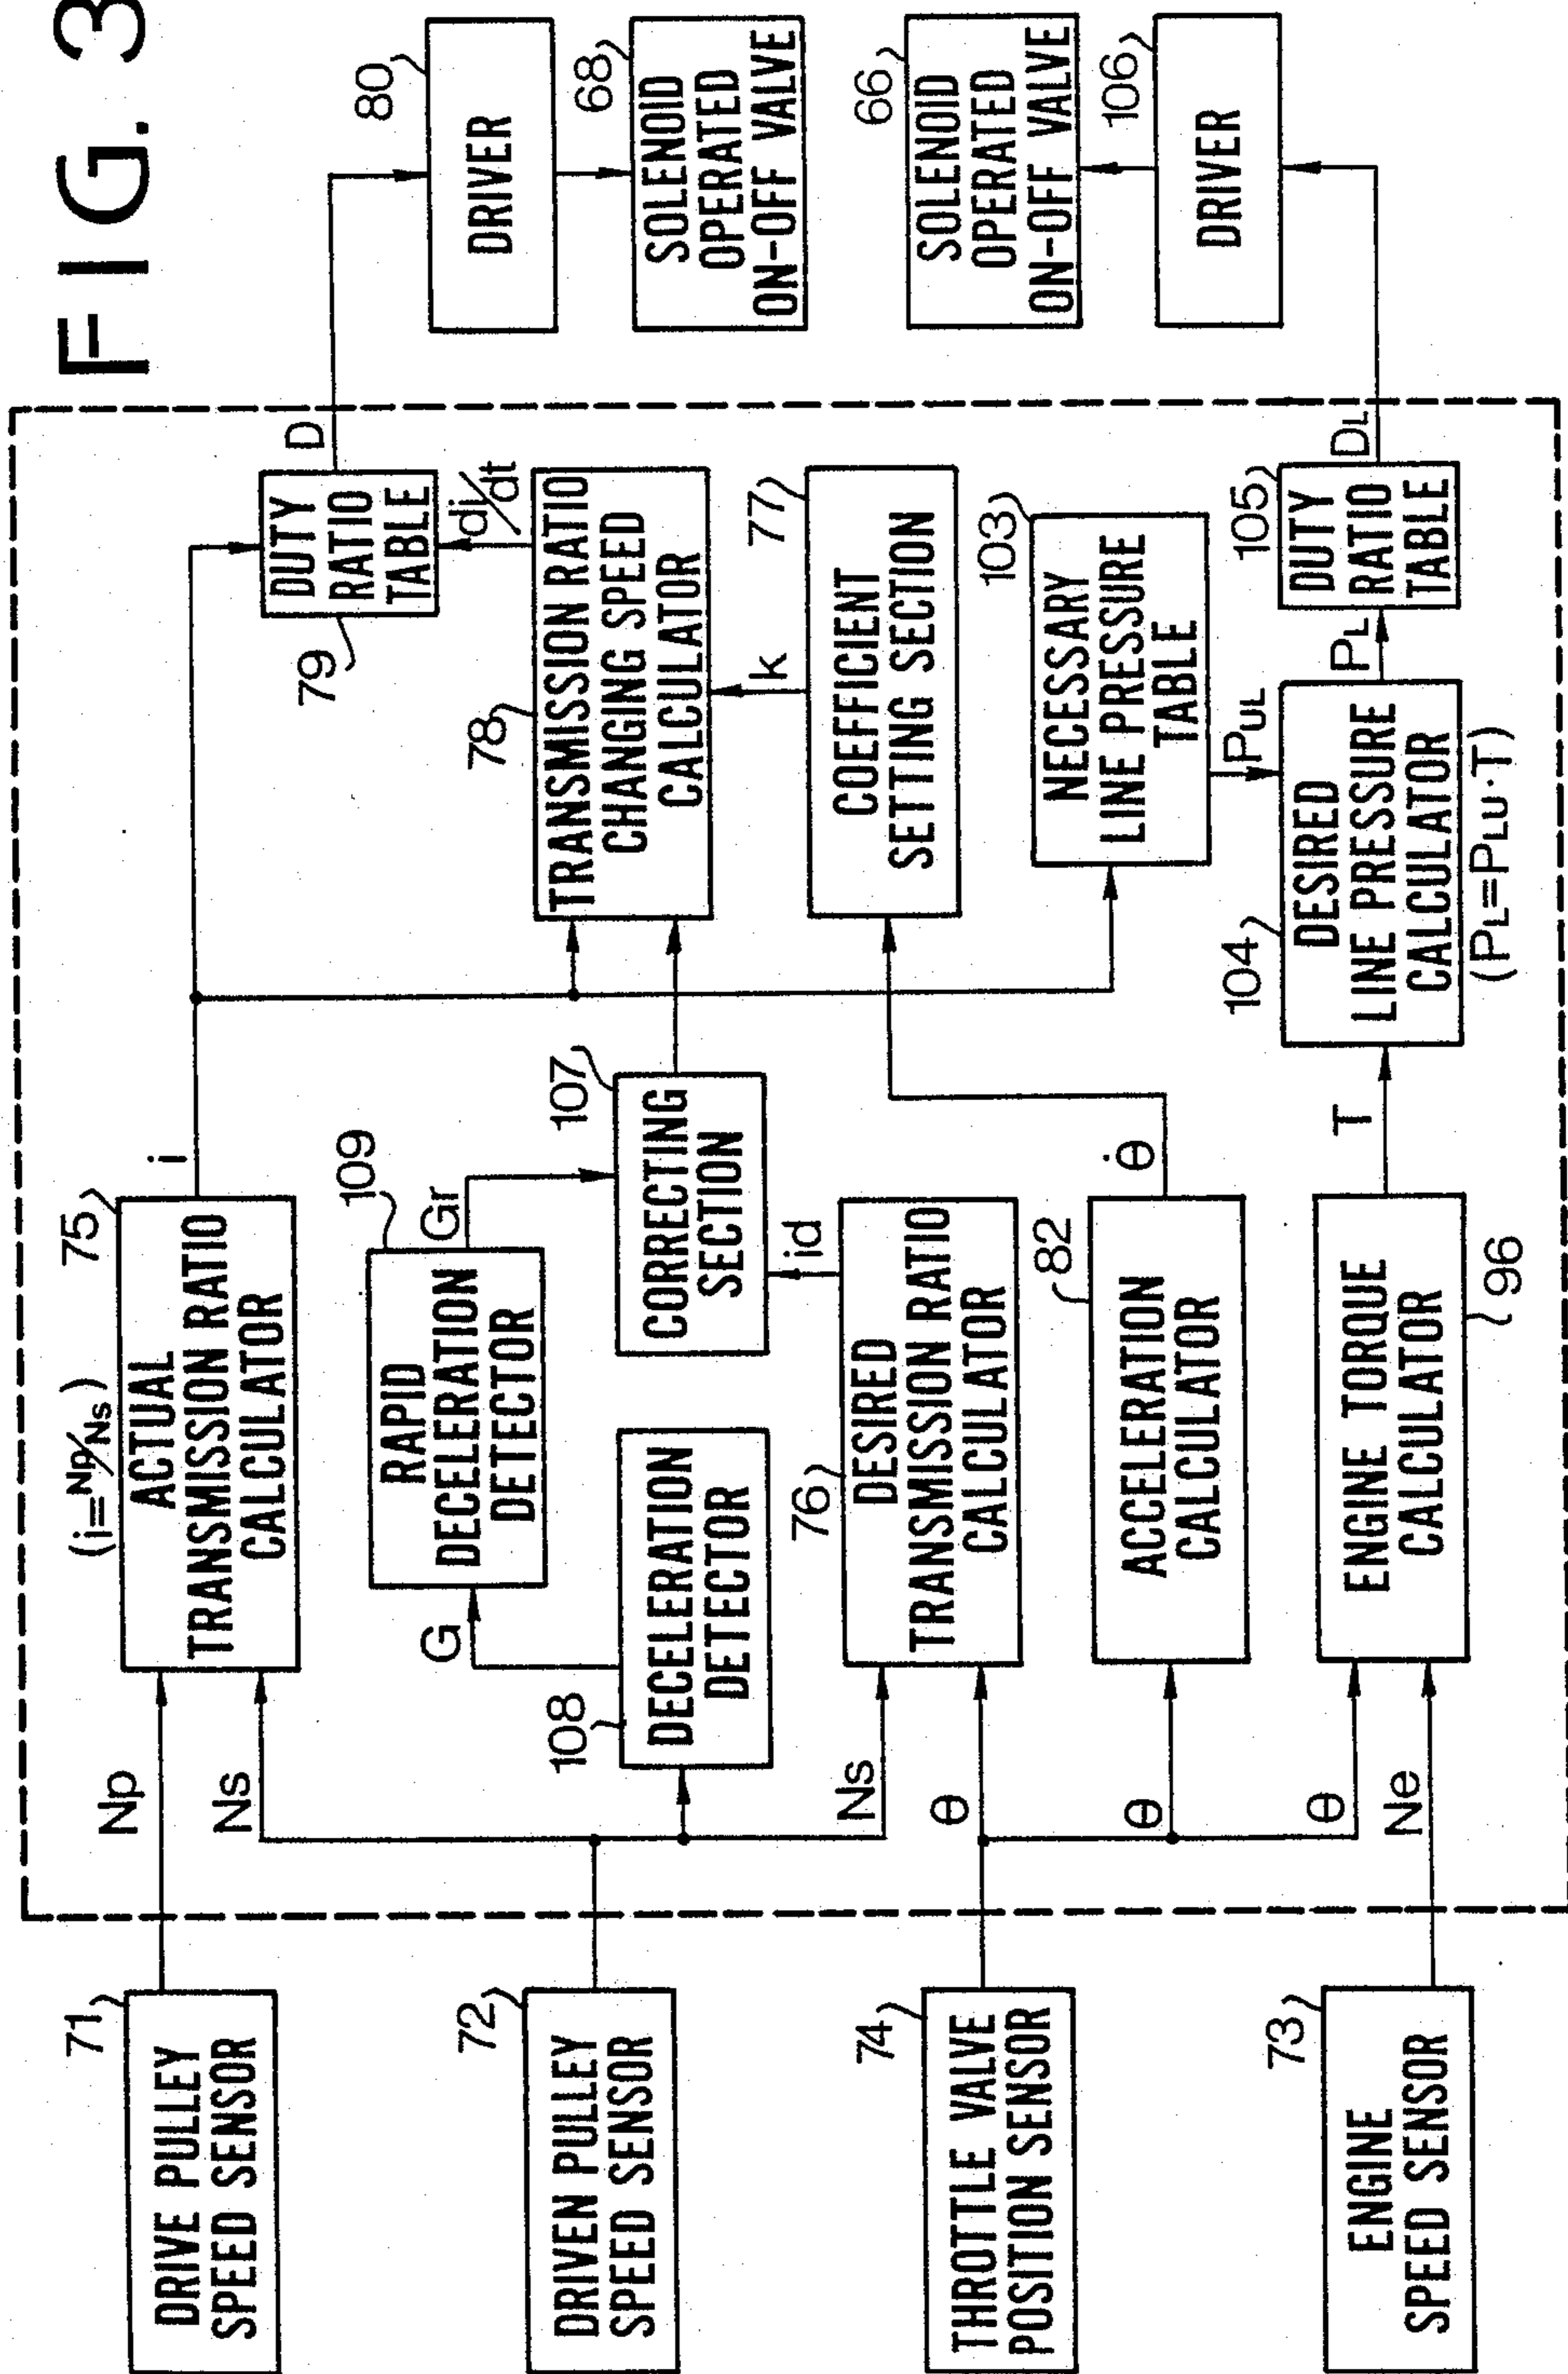 FIG. 3
71
DRIVE PULLEY
SPEED SENSOR
72
DRIVEN PULLEY
SPEED SENSOR
74
THROTTLE VALVE
POSITION SENSOR
73
ENGINE
SPEED SENSOR
Np
Ns
Ns
θ
θ
θ
Ne
(i=Np/Ns)
75
ACTUAL
TRANSMISSION RATIO
CALCULATOR
i
G
109
RAPID
DECELERATION
DETECTOR
Gr
108
DECELERATION
DETECTOR
107
CORRECTING
SECTION
id
76
DESIRED
TRANSMISSION RATIO
CALCULATOR
82
ACCELERATION
CALCULATOR
θ̇
ENGINE TORQUE
CALCULATOR
96
T
79
DUTY
RATIO
TABLE
D
di/dt
78
TRANSMISSION RATIO
CHANGING SPEED
CALCULATOR
k
77
COEFFICIENT
SETTING SECTION
103
NECESSARY
LINE PRESSURE
TABLE
PUL
104
DESIRED
LINE PRESSURE
CALCULATOR
(PL=PLU·T)
PL
105
DUTY
RATIO
TABLE
DL
80
DRIVER
68
SOLENOID
OPERATED
ON-OFF VALVE
66
SOLENOID
OPERATED
ON-OFF VALVE
106
DRIVER